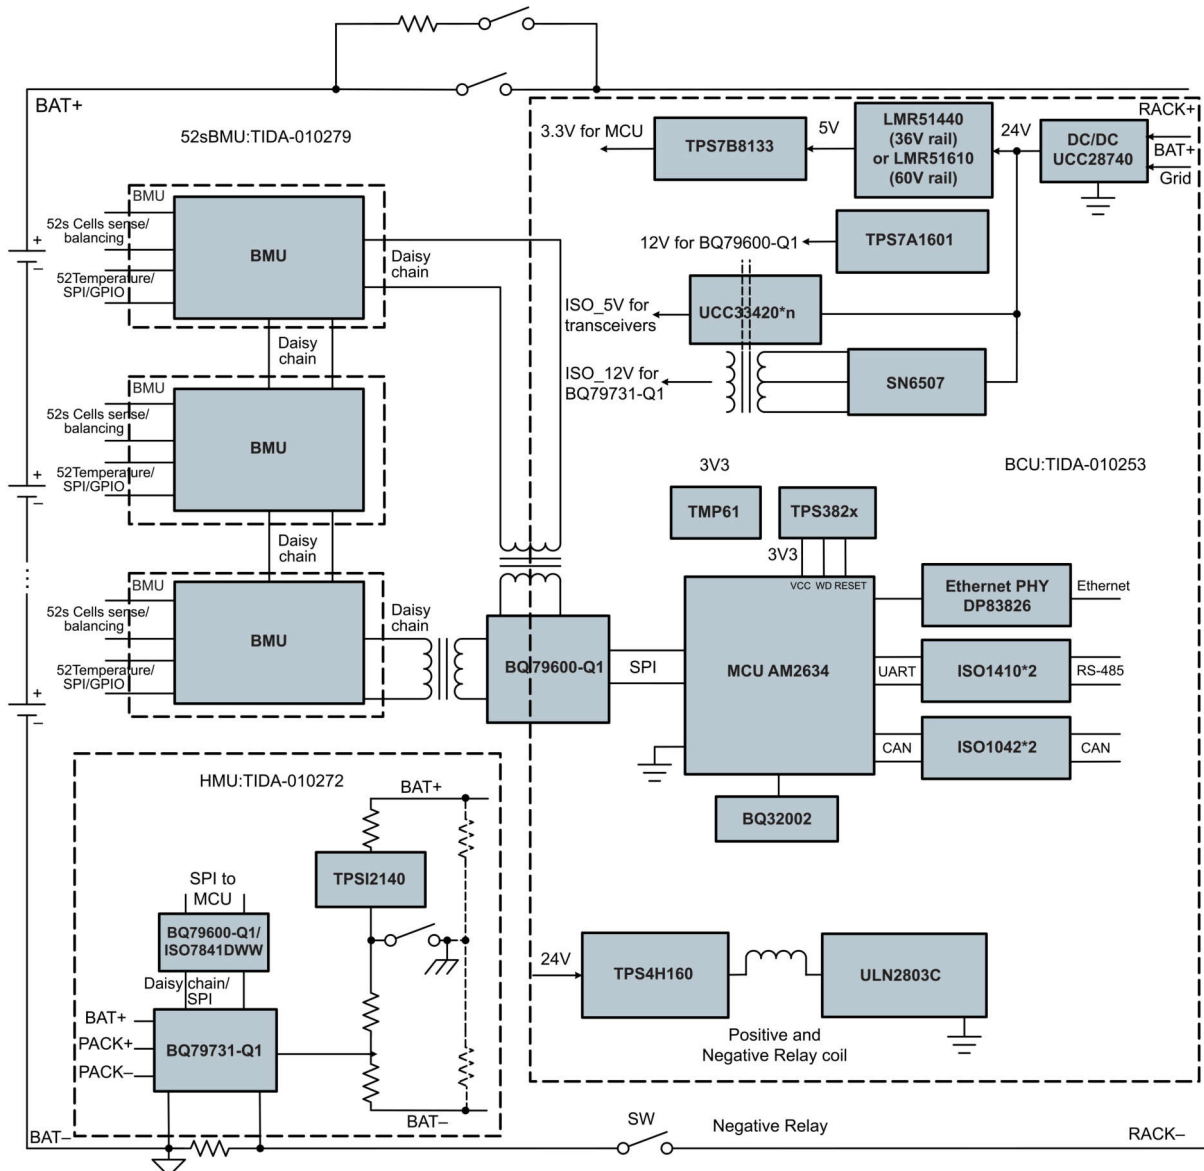 BAT+
RACK+
52sBMU:TIDA-010279
3.3V for MCU
TPS7B8133
5V
LMR51440
(36V rail)
or LMR51610
(60V rail)
24V
DC/DC
UCC28740
BAT+
Grid
BMU
52s Cells sense/
balancing
52Temperature/
SPI/GPIO
BMU
Daisy
chain
12V for BQ79600-Q1
TPS7A1601
ISO_5V for
transceivers
UCC33420*n
Daisy
chain
ISO_12V for
BQ79731-Q1
SN6507
BMU
52s Cells sense/
balancing
52Temperature/
SPI/GPIO
BMU
3V3
BCU:TIDA-010253
TMP61
TPS382x
Daisy
chain
3V3
BMU
52s Cells sense/
balancing
52Temperature/
SPI/GPIO
BMU
Daisy
chain
BQ79600-Q1
SPI
VCC WD RESET
MCU AM2634
Ethernet PHY
DP83826
Ethernet
UART
ISO1410*2
RS-485
CAN
ISO1042*2
CAN
BQ32002
HMU:TIDA-010272
BAT+
TPSI2140
SPI to
MCU
BQ79600-Q1/
ISO7841DWW
Daisy chain/
SPI
BAT+
PACK+
PACK–
BQ79731-Q1
BAT–
24V
TPS4H160
ULN2803C
Positive and
Negative Relay coil
BAT–
SW
Negative Relay
RACK–